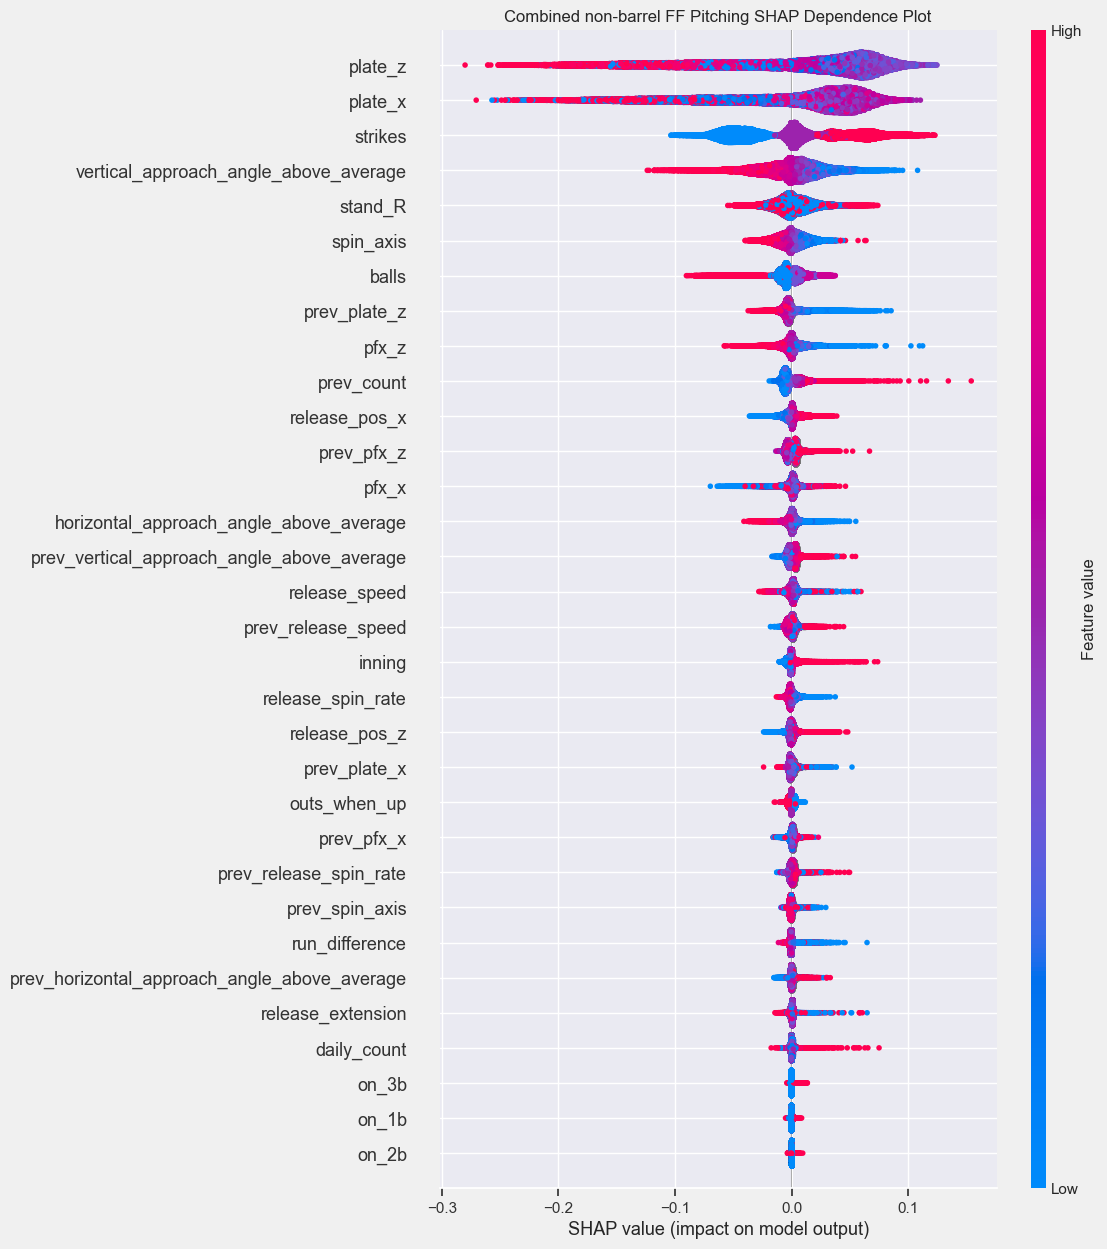 Combined non-barrel FF Pitching SHAP Dependence Plot
High
plate_z
plate_x
strikes
vertical_approach_angle_above_average
stand_R
spin_axis
balls
prev_plate_z
pfx_z
prev_count
release_pos_x
prev_pfx_z
pfx_x
horizontal_approach_angle_above_average
prev_vertical_approach_angle_above_average
release_speed
prev_release_speed
inning
release_spin_rate
release_pos_z
prev_plate_x
outs_when_up
prev_pfx_x
prev_release_spin_rate
prev_spin_axis
run_difference
prev_horizontal_approach_angle_above_average
release_extension
daily_count
on_3b
on_1b
on_2b
Feature value
Low
−0.3 −0.2 −0.1 0.0 0.1
SHAP value (impact on model output)